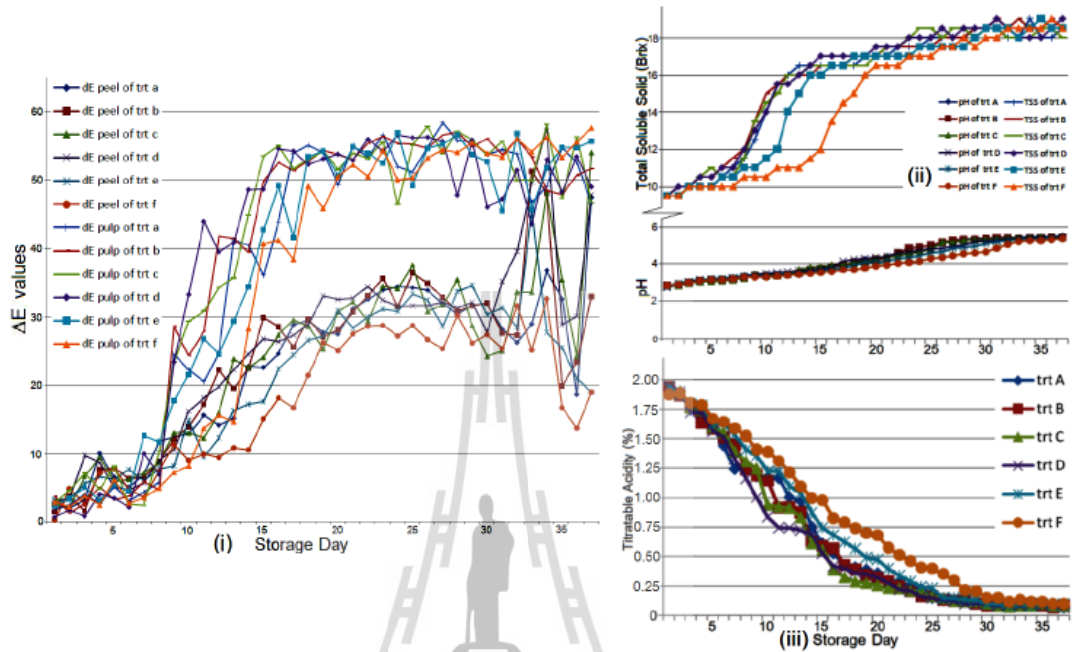 dE peel of trt a
dE peel of trt b
dE peel of trt c
dE peel of trt d
dE peel of trt e
dE peel of trt f
dE pulp of trt a
dE pulp of trt b
dE pulp of trt c
dE pulp of trt d
dE pulp of trt e
dE pulp of trt f
ΔE values
60
50
40
30
20
10
0
5
10
15
20
25
30
35
(i)
Storage Day
(ii)
Total Soluble Solid (Brix)
18
16
14
12
10
pH of trt A
TSS of trt A
pH of trt B
TSS of trt B
pH of trt C
TSS of trt C
pH of trt D
TSS of trt D
pH of trt E
TSS of trt E
pH of trt F
TSS of trt F
(ii)
pH
6
4
2
5
10
15
20
25
30
35
Titratable Acidity (%)
2.00
1.75
1.50
1.25
1.00
0.75
0.50
0.25
0
trt A
trt B
trt C
trt D
trt E
trt F
5
10
15
20
25
30
35
(iii)
Storage Day